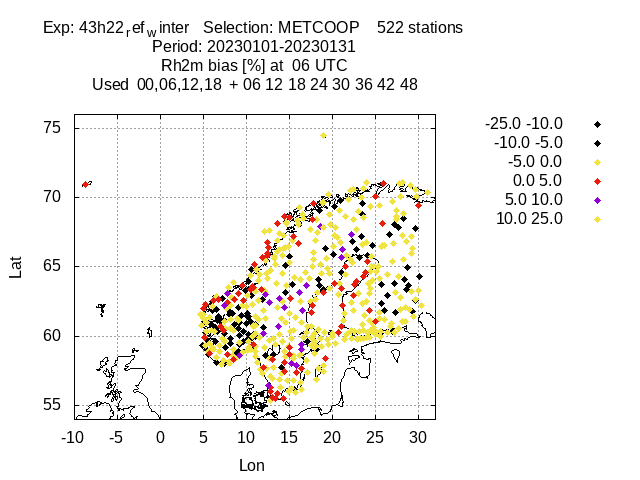 Exp: 43h22refwinter   Selection: METCOOP    522 stations
Period: 20230101-20230131
Rh2m bias [%] at  06 UTC
Used  00,06,12,18  + 06 12 18 24 30 36 42 48
-25.0 -10.0
-10.0 -5.0
-5.0 0.0
0.0 5.0
5.0 10.0
10.0 25.0
75
70
65
60
55
Lat
-10 -5 0 5 10 15 20 25 30
Lon